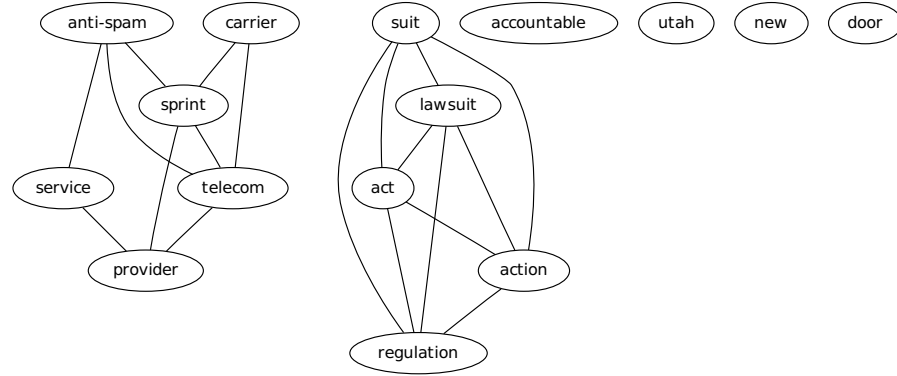 anti-spam carrier suit accountable utah new door
sprint lawsuit
service telecom act
provider action
regulation